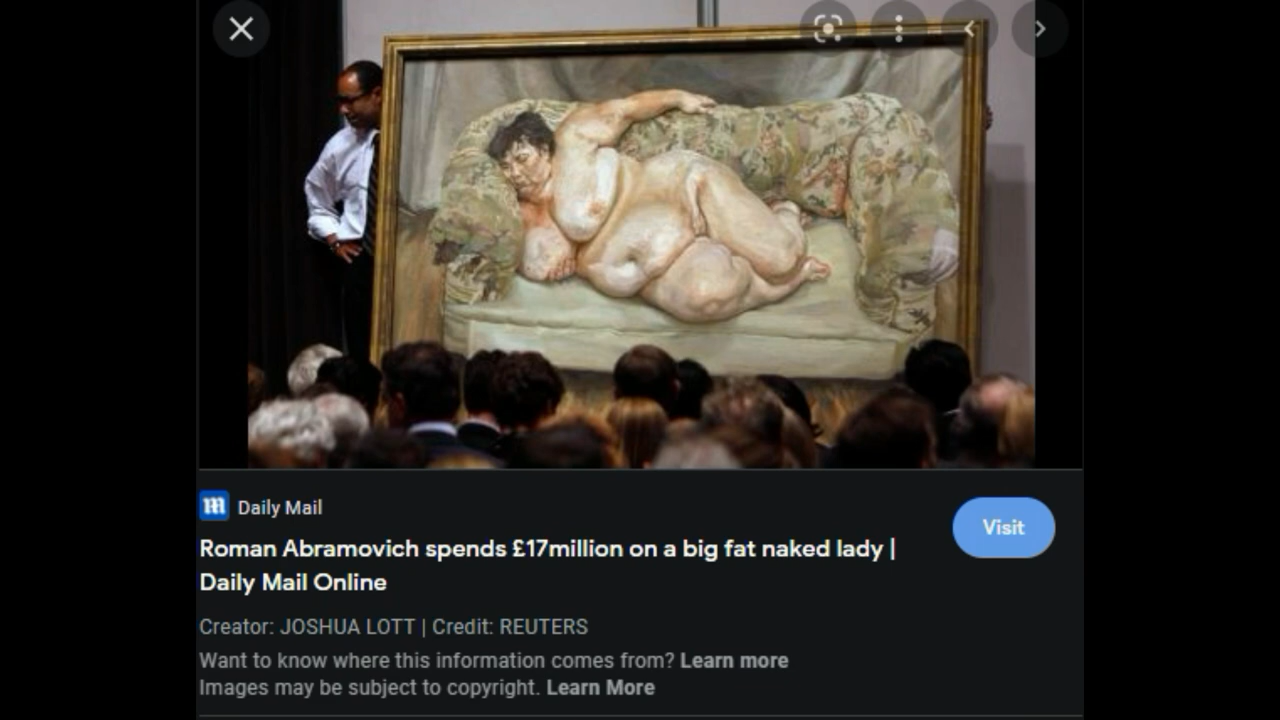 Daily Mail
Visit
Roman Abramovich spends £17million on a big fat naked lady |
Daily Mail Online
Creator: JOSHUA LOTT | Credit: REUTERS
Want to know where this information comes from? Learn more
Images may be subject to copyright. Learn More